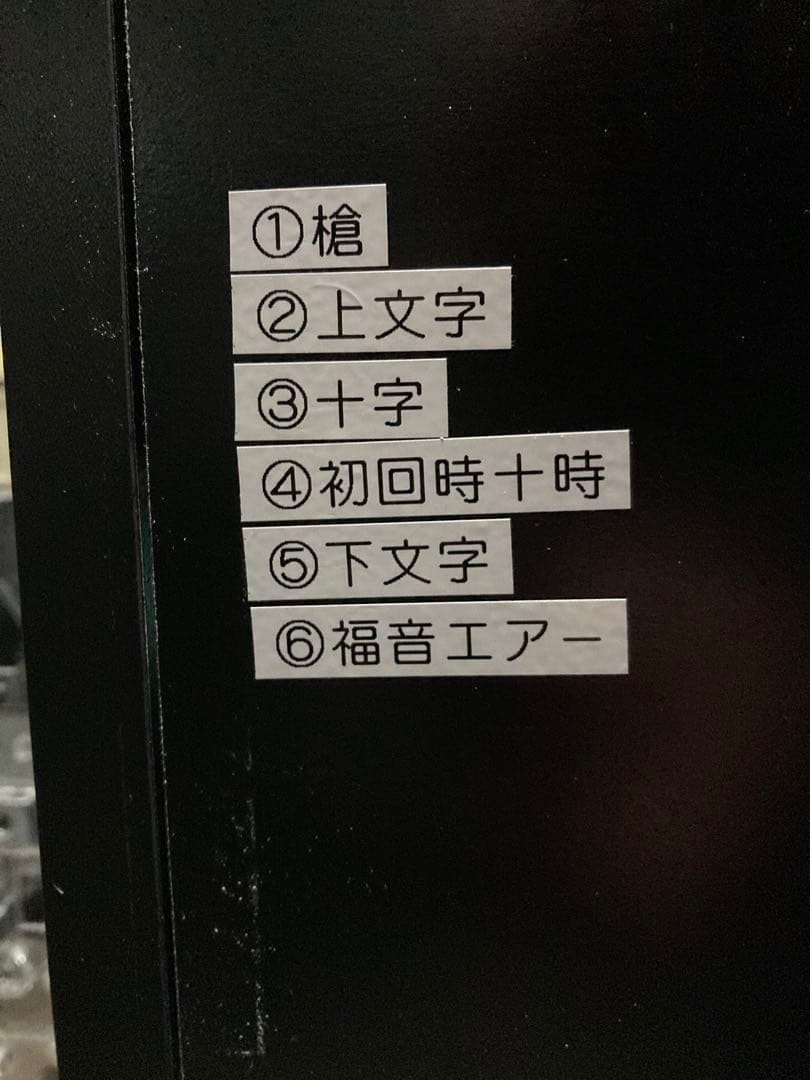 ①槍
②上文字
③十字
④初回時十時
⑤下文字
⑥福音エアー